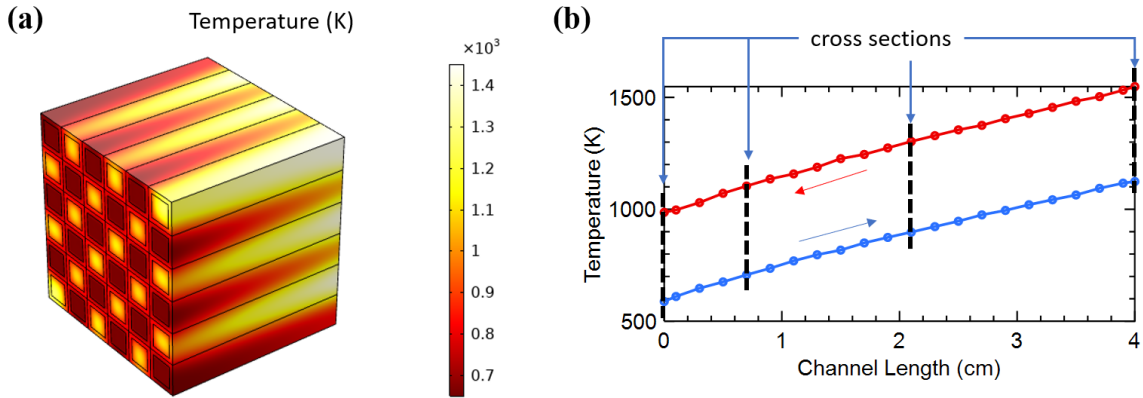 (a)
Temperature (K)
×10³
1.4
1.3
1.2
1.1
1
0.9
0.8
0.7
(b)
cross sections
1500
1000
500
Temperature (K)
0
1
2
3
4
Channel Length (cm)